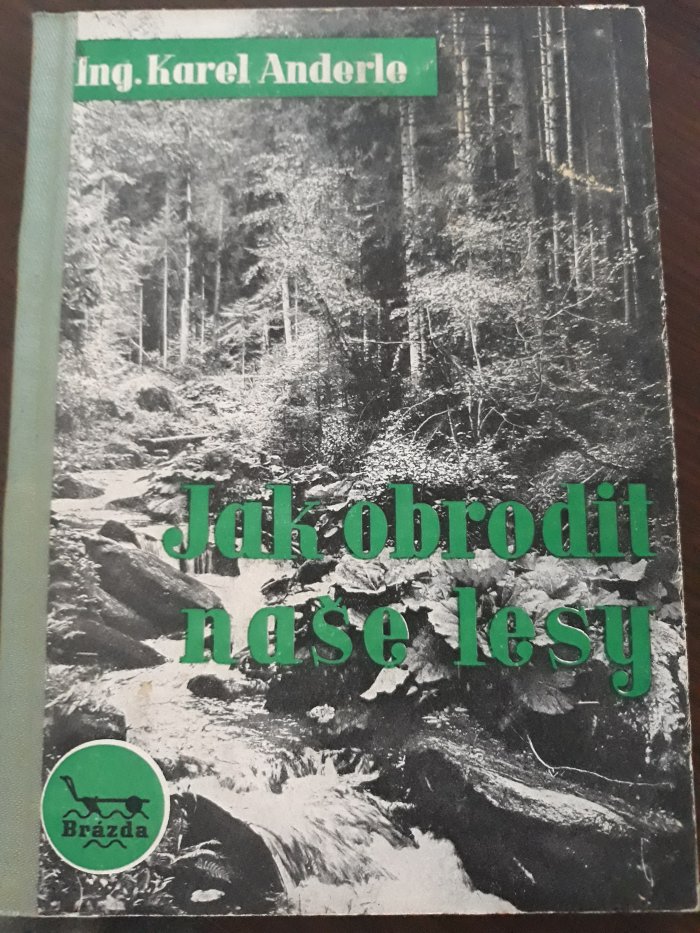 Ing. Karel Anderle
Jak obrodit
naše lesy
Brázda